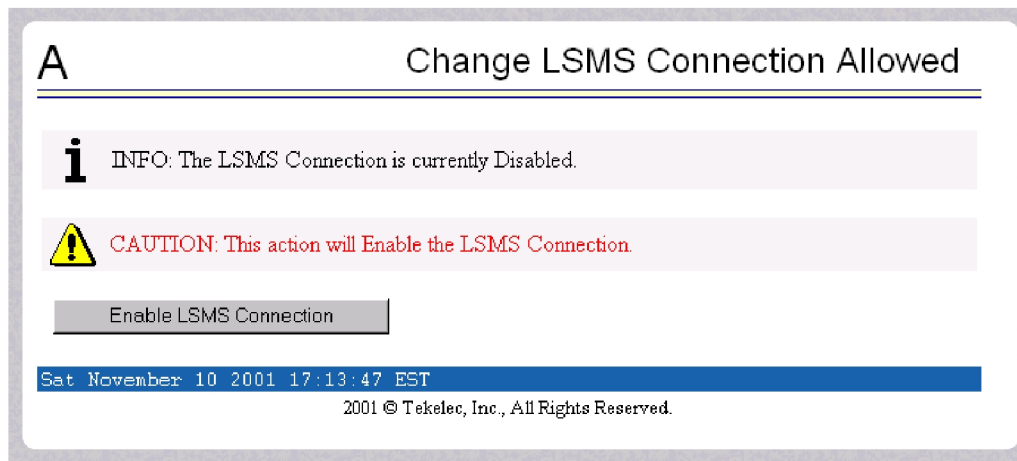 A
Change LSMS Connection Allowed
INFO: The LSMS Connection is currently Disabled.
CAUTION: This action will Enable the LSMS Connection.
Enable LSMS Connection
Sat November 10 2001 17:13:47 EST
2001 © Tekelec, Inc., All Rights Reserved.